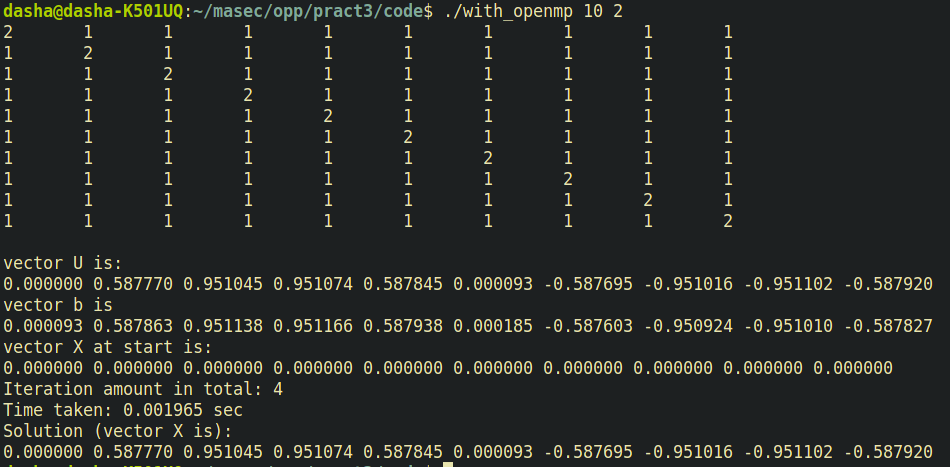 dasha@dasha-K501UQ:~/masec/opp/pract3/code$ ./with_openmp 10 2
2 1 1 1 1 1 1 1 1 1
1 2 1 1 1 1 1 1 1 1
1 1 2 1 1 1 1 1 1 1
1 1 1 2 1 1 1 1 1 1
1 1 1 1 2 1 1 1 1 1
1 1 1 1 1 2 1 1 1 1
1 1 1 1 1 1 2 1 1 1
1 1 1 1 1 1 1 2 1 1
1 1 1 1 1 1 1 1 2 1
1 1 1 1 1 1 1 1 1 2
vector U is:
0.000000 0.587770 0.951045 0.951074 0.587845 0.000093 -0.587695 -0.951016 -0.951102 -0.587920
vector b is
0.000093 0.587863 0.951138 0.951166 0.587938 0.000185 -0.587603 -0.950924 -0.951010 -0.587827
vector X at start is:
0.000000 0.000000 0.000000 0.000000 0.000000 0.000000 0.000000 0.000000 0.000000 0.000000
Iteration amount in total: 4
Time taken: 0.001965 sec
Solution (vector X is):
0.000000 0.587770 0.951045 0.951074 0.587845 0.000093 -0.587695 -0.951016 -0.951102 -0.587920